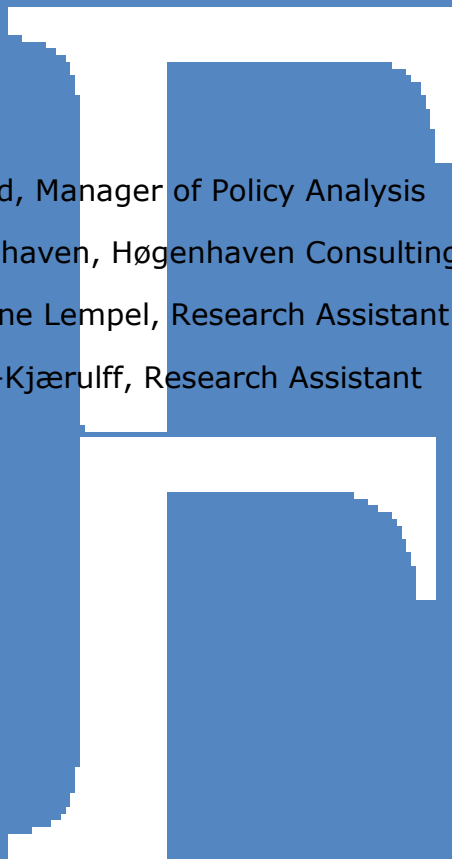 d, Manager of Policy Analysis
haven, Høgenhaven Consulting
ne Lempel, Research Assistant
-Kjærulff, Research Assistant